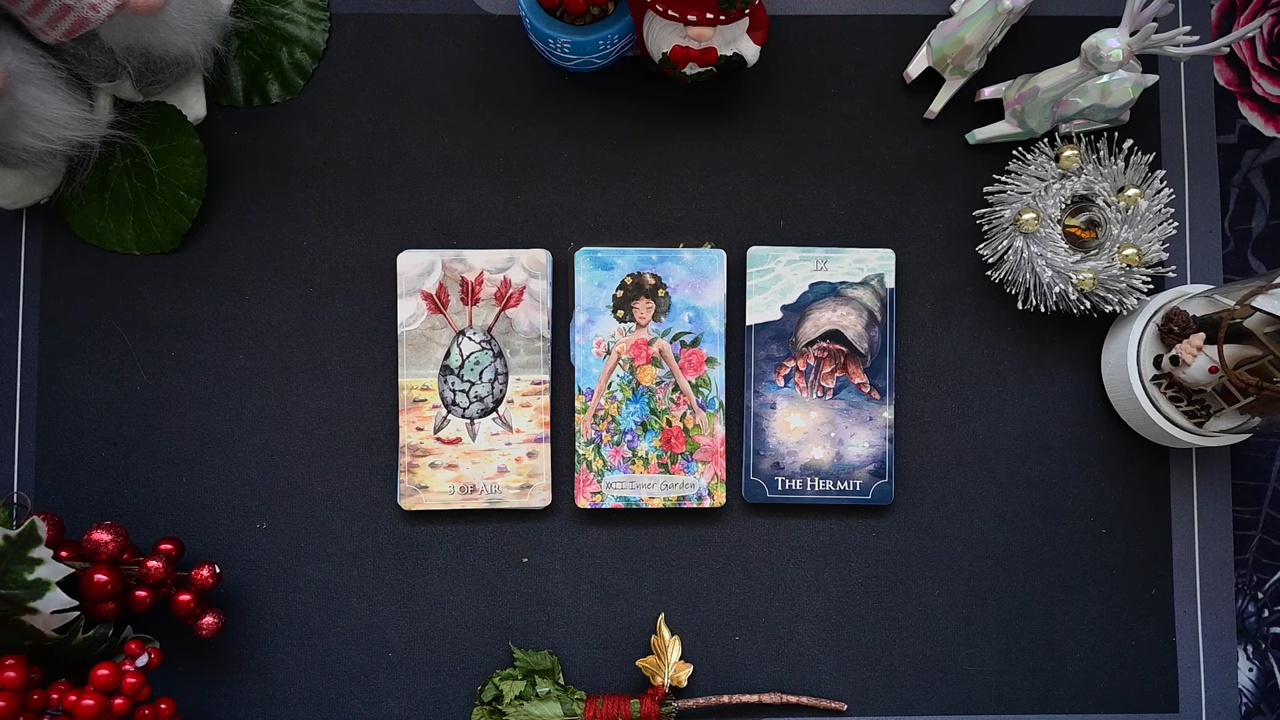 3 OF AIR
XXII Inner Garden
IX
THE HERMIT